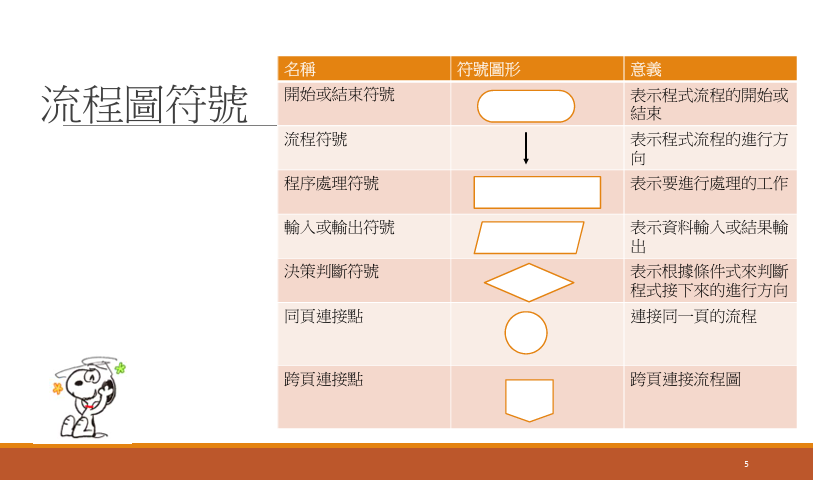 流程圖符號
名稱 符號圖形 意義
開始或結束符號 表示程式流程的開始或
結束
流程符號 表示程式流程的進行方
向
程序處理符號 表示要進行處理的工作
輸入或輸出符號 表示資料輸入或結果輸
出
決策判斷符號 表示根據條件式來判斷
程式接下來的進行方向
同頁連接點 連接同一頁的流程
跨頁連接點 跨頁連接流程圖
5